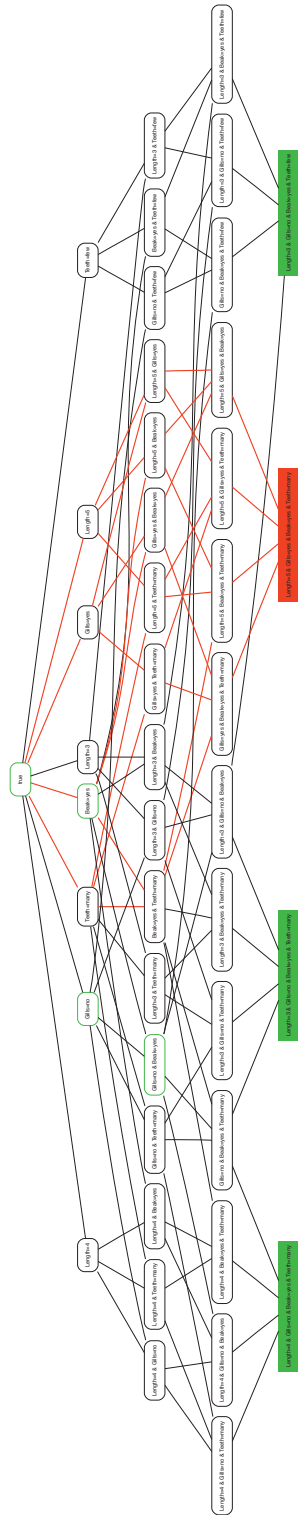 true
Length=4
Gills=no
Teeth=many
Beak=yes
Length=3
Gills=yes
Length=5
Teeth=few
Length=4 & Gills=no
Length=4 & Teeth=many
Length=4 & Beak=yes
Gills=no & Teeth=many
Gills=no & Beak=yes
Length=3 & Teeth=many
Beak=yes & Teeth=many
Length=3 & Gills=no
Length=3 & Beak=yes
Gills=yes & Teeth=many
Length=5 & Teeth=many
Gills=yes & Beak=yes
Length=5 & Beak=yes
Length=5 & Gills=yes
Gills=no & Teeth=few
Beak=yes & Teeth=few
Length=3 & Teeth=few
Length=4 & Gills=no & Teeth=many
Length=4 & Gills=no & Beak=yes
Length=4 & Beak=yes & Teeth=many
Gills=no & Beak=yes & Teeth=many
Length=3 & Gills=no & Teeth=many
Length=3 & Beak=yes & Teeth=many
Length=3 & Gills=no & Beak=yes
Gills=yes & Beak=yes & Teeth=many
Length=5 & Beak=yes & Teeth=many
Length=5 & Gills=yes & Teeth=many
Length=5 & Gills=yes & Beak=yes
Gills=no & Beak=yes & Teeth=few
Length=3 & Gills=no & Teeth=few
Length=3 & Beak=yes & Teeth=few
Length=4 & Gills=no & Beak=yes & Teeth=many
Length=3 & Gills=no & Beak=yes & Teeth=many
Length=5 & Gills=yes & Beak=yes & Teeth=many
Length=3 & Gills=no & Beak=yes & Teeth=few